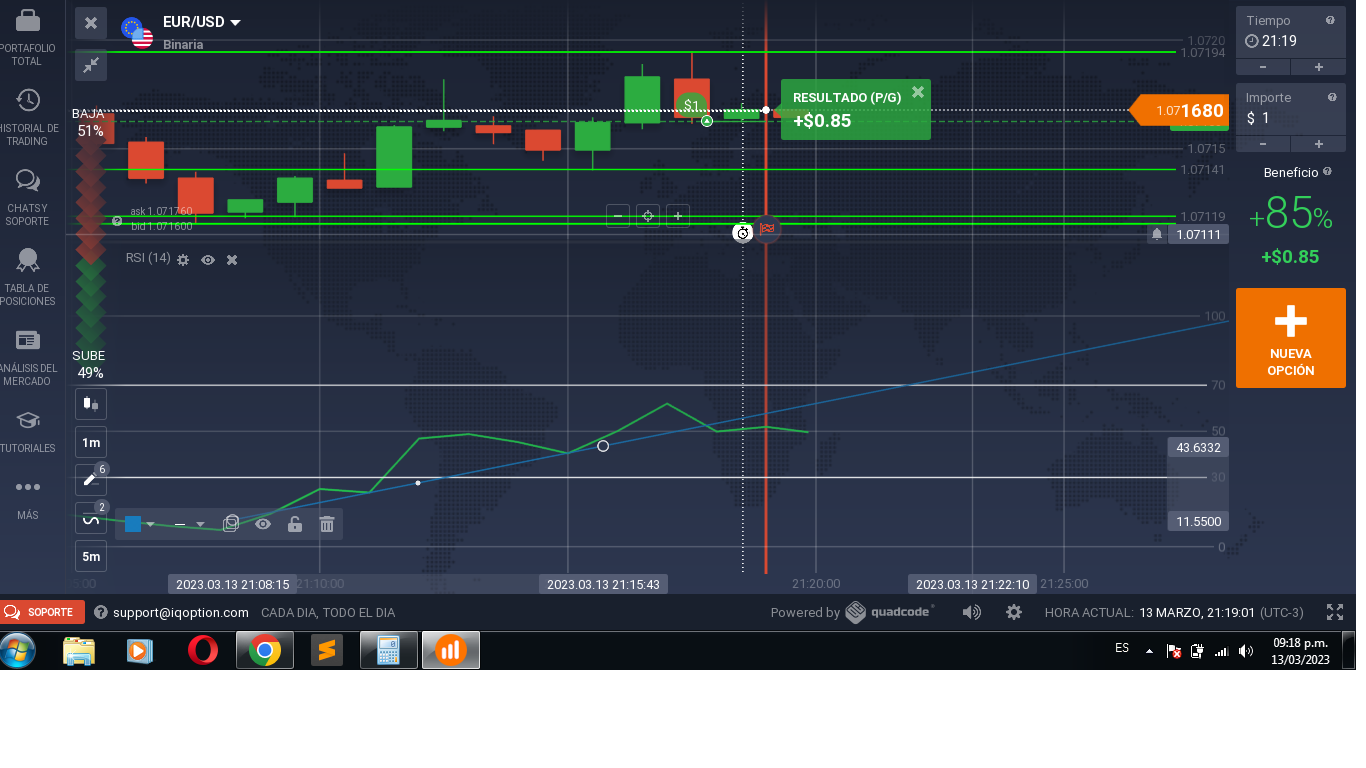 PORTAFOLIO
TOTAL
HISTORIAL DE
TRADING
CHATS Y
SOPORTE
TABLA DE
POSICIONES
ANÁLISIS DEL
MERCADO
TUTORIALES
MÁS
EUR/USD
Binaria
BAJA
51%
ask 1.071760
bid 1.071600
SUBE
49%
RSI (14)
$1
RESULTADO (P/G)
+$0.85
1.0720
1.07194
1.071680
1.0715
1.07141
1.07119
1.07111
100
70
50
43.6332
30
11.5500
0
1m
6
2
5m
5:00
2023.03.13 21:08:15
21:10:00
2023.03.13 21:15:43
21:20:00
2023.03.13 21:22:10
21:25:00
Tiempo
21:19
− +
Importe
$ 1
− +
Beneficio
+85%
+$0.85
NUEVA
OPCIÓN
SOPORTE
support@iqoption.com
CADA DIA, TODO EL DIA
Powered by quadcode
HORA ACTUAL: 13 MARZO, 21:19:01 (UTC-3)
ES
09:18 p.m.
13/03/2023